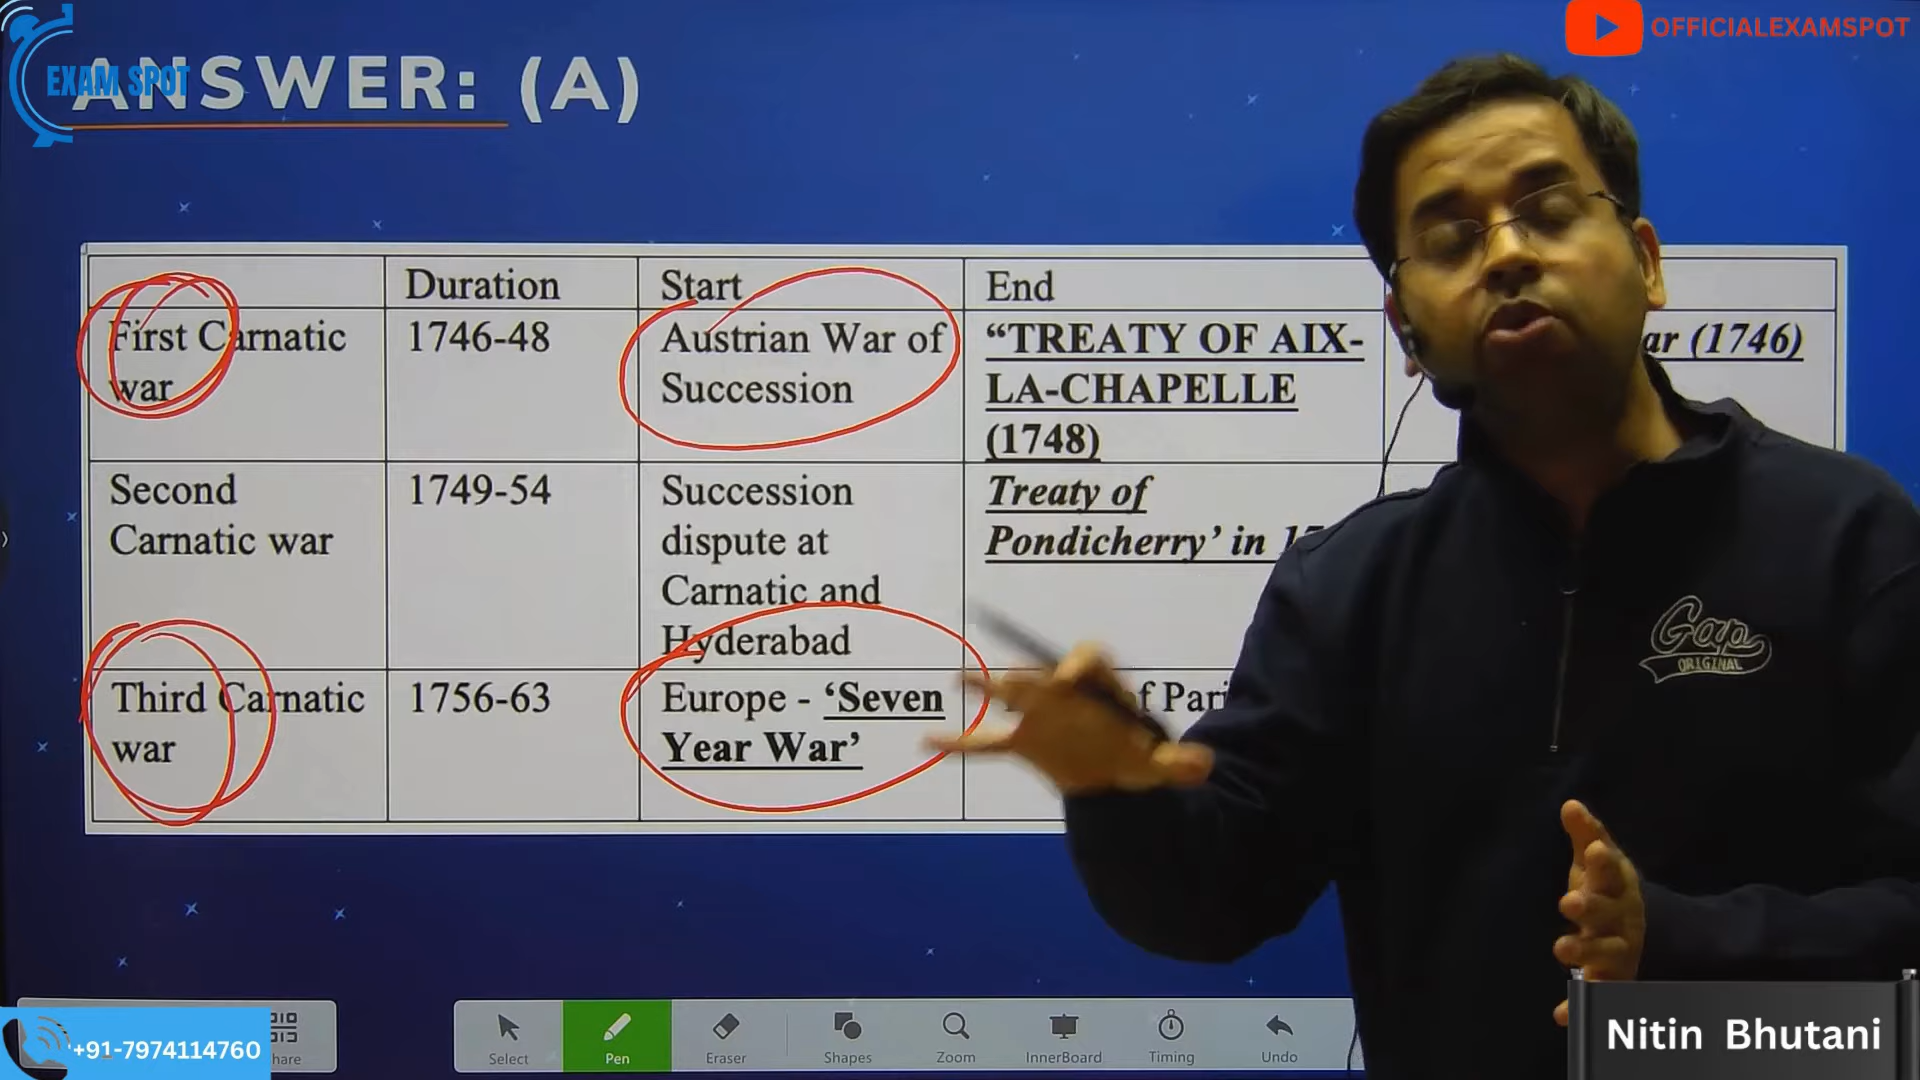 OFFICIALEXAMSPOT
EXAM SPOT
ANSWER: (A)
Duration
Start
End
First Carnatic war
1746-48
Austrian War of Succession
“TREATY OF AIX-LA-CHAPELLE (1748)
(1746)
Second Carnatic war
1749-54
Succession dispute at Carnatic and Hyderabad
Treaty of Pondicherry’ in
Third Carnatic war
1756-63
Europe - ‘Seven Year War’
of
Gap
ORIGINAL
+91-7974114760
Select
Pen
Eraser
Shapes
Zoom
InnerBoard
Timing
Undo
Nitin Bhutani